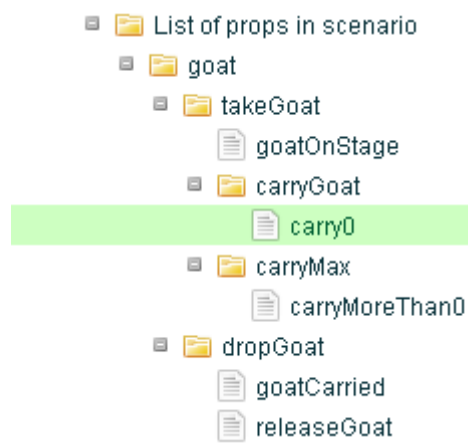 List of props in scenario
goat
takeGoat
goatOnStage
carryGoat
carry0
carryMax
carryMoreThan0
dropGoat
goatCarried
releaseGoat